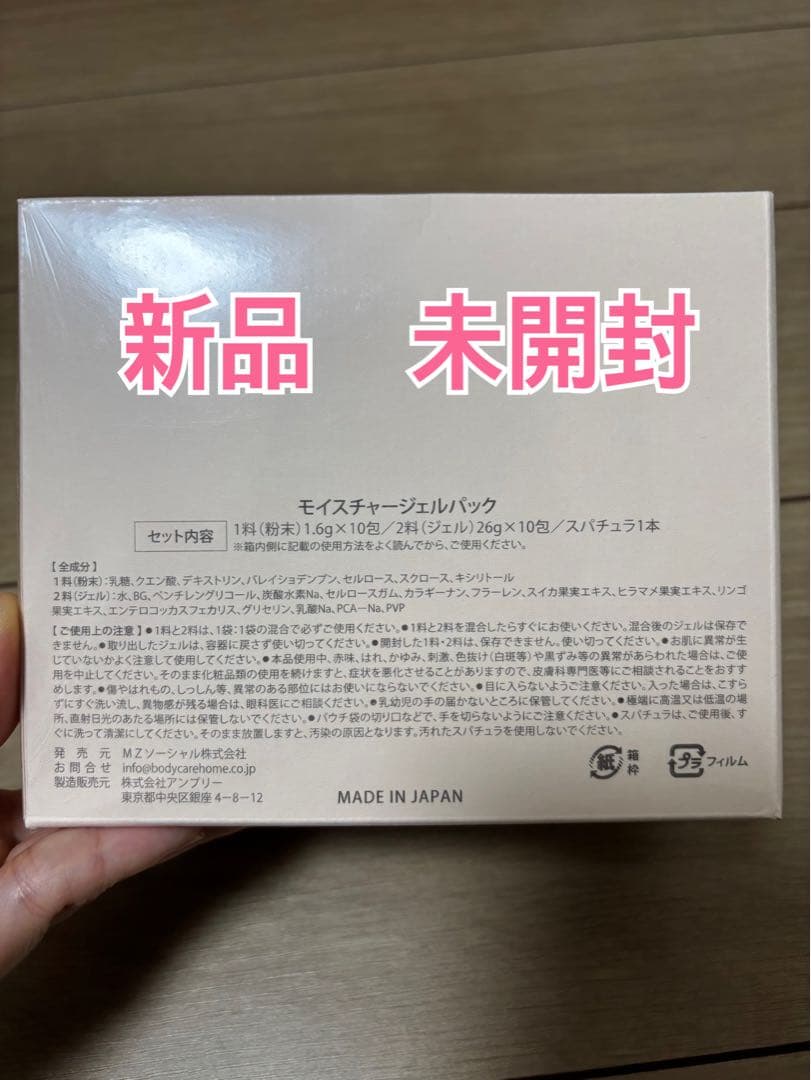 新品 未開封
モイスチャージェルパック
セット内容 1料(粉末)1.6g×10包/2料(ジェル)26g×10包/スパチュラ1本
※箱内側に記載の使用方法をよく読んでから、ご使用ください。
【全成分】
1料(粉末):乳糖、クエン酸、デキストリン、バレイショデンプン、セルロース、スクロース、キシリトール
2料(ジェル):水、BG、ペンチレングリコール、炭酸水素Na、セルロースガム、カラギーナン、フラーレン、スイカ果実エキス、ヒラマメ果実エキス、リンゴ
果実エキス、エンテロコッカスフェカリス、グリセリン、乳酸Na、PCA−Na、PVP
【ご使用上の注意】●1料と2料は、1袋:1袋の混合で必ずご使用ください。●1料と2料を混合したらすぐにお使いください。混合後のジェルは保存で
きません。●取り出したジェルは、容器に戻さず使い切ってください。●開封した1料・2料は、保存できません。使い切ってください。●お肌に異常が生
じていないかよく注意して使用してください。●本品使用中、赤味、はれ、かゆみ、刺激、色抜け(白斑等)や黒ずみ等の異常があらわれた場合は、ご使
用を中止してください。そのまま化粧品類の使用を続けますと、症状を悪化させることがありますので、皮膚科専門医等にご相談されることをおすす
めします。●傷やはれもの、しっしん等、異常のある部位にはお使いにならないでください。●目に入らないようご注意ください。入った場合は、こすら
ずにすぐ洗い流し、異物感が残る場合は、眼科医にご相談ください。●乳幼児の手の届かないところに保管してください。●極端に高温又は低温の場
所、直射日光のあたる場所には保管しないでください。●パウチ袋の切り口などで、手を切らないようにご注意ください。●スパチュラは、ご使用後、す
ぐに洗って清潔にしてください。そのまま放置しますと、汚染の原因となります。汚れたスパチュラを使用しないでください。
発売元 MZソーシャル株式会社
お問合せ info@bodycarehome.co.jp
製造販売元 株式会社アンブリー
東京都中央区銀座4−8−12
MADE IN JAPAN
紙 箱 枠
プラ フィルム